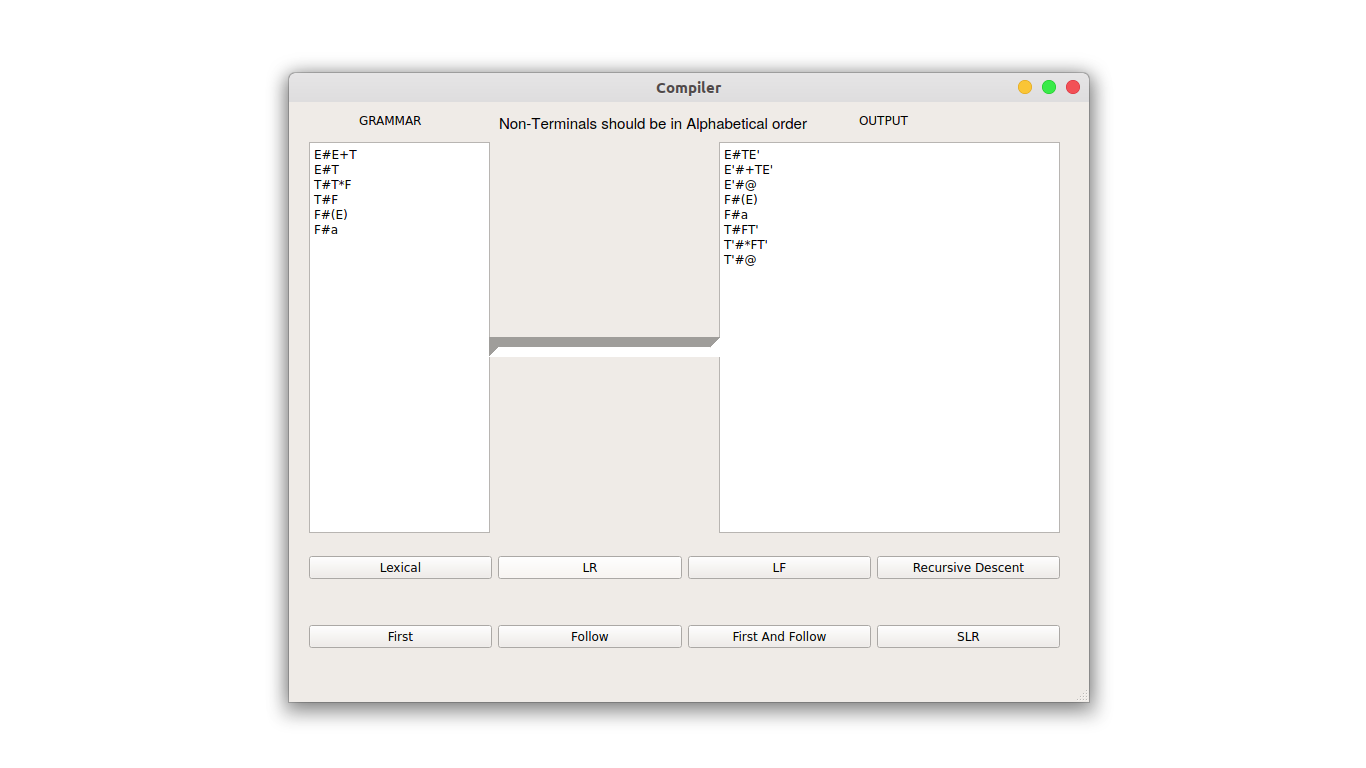 Compiler
GRAMMAR
Non-Terminals should be in Alphabetical order
OUTPUT
E#E+T
E#T
T#T*F
T#F
F#(E)
F#a
E#TE'
E'#+TE'
E'#@
F#(E)
F#a
T#FT'
T'#*FT'
T'#@
Lexical
LR
LF
Recursive Descent
First
Follow
First And Follow
SLR